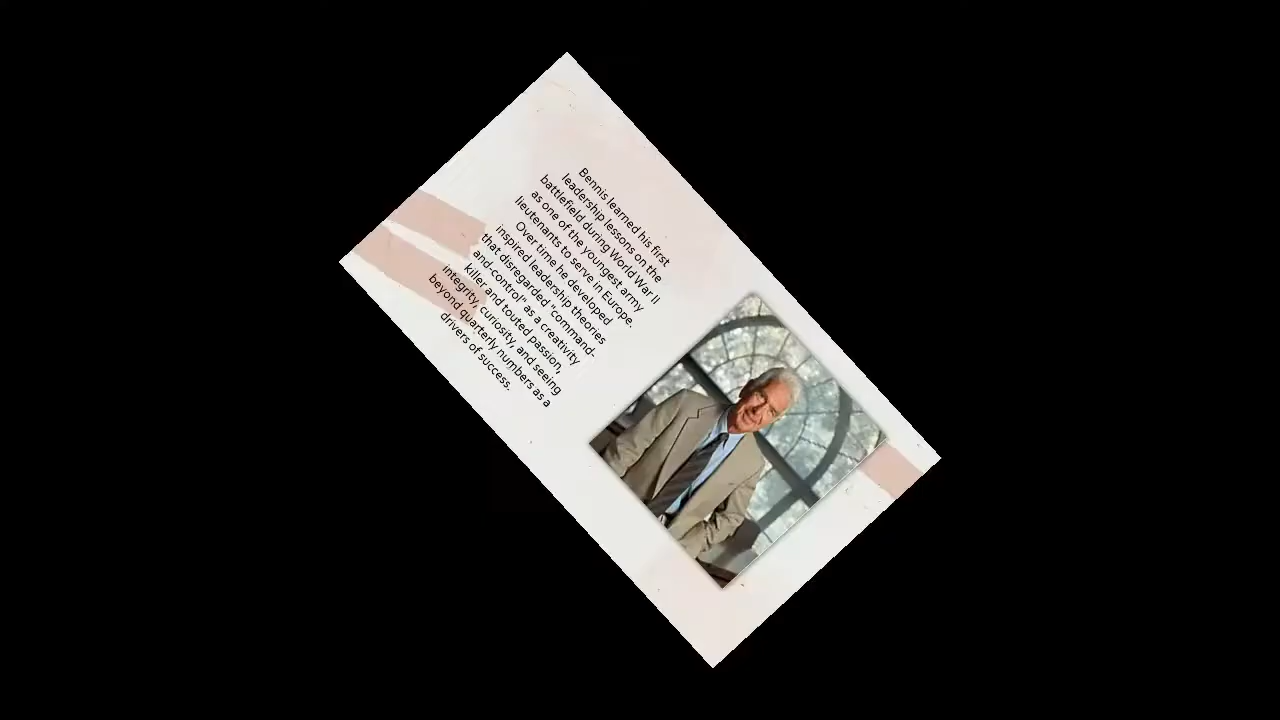 Bennis learned his first
leadership lessons on the
battlefield during World War II
as one of the youngest army
lieutenants to serve in Europe.
Over time he developed
inspired leadership theories
that disregarded "command-
and-control" as a creativity
killer and touted passion,
integrity, curiosity, and seeing
beyond quarterly numbers as a
drivers of success.